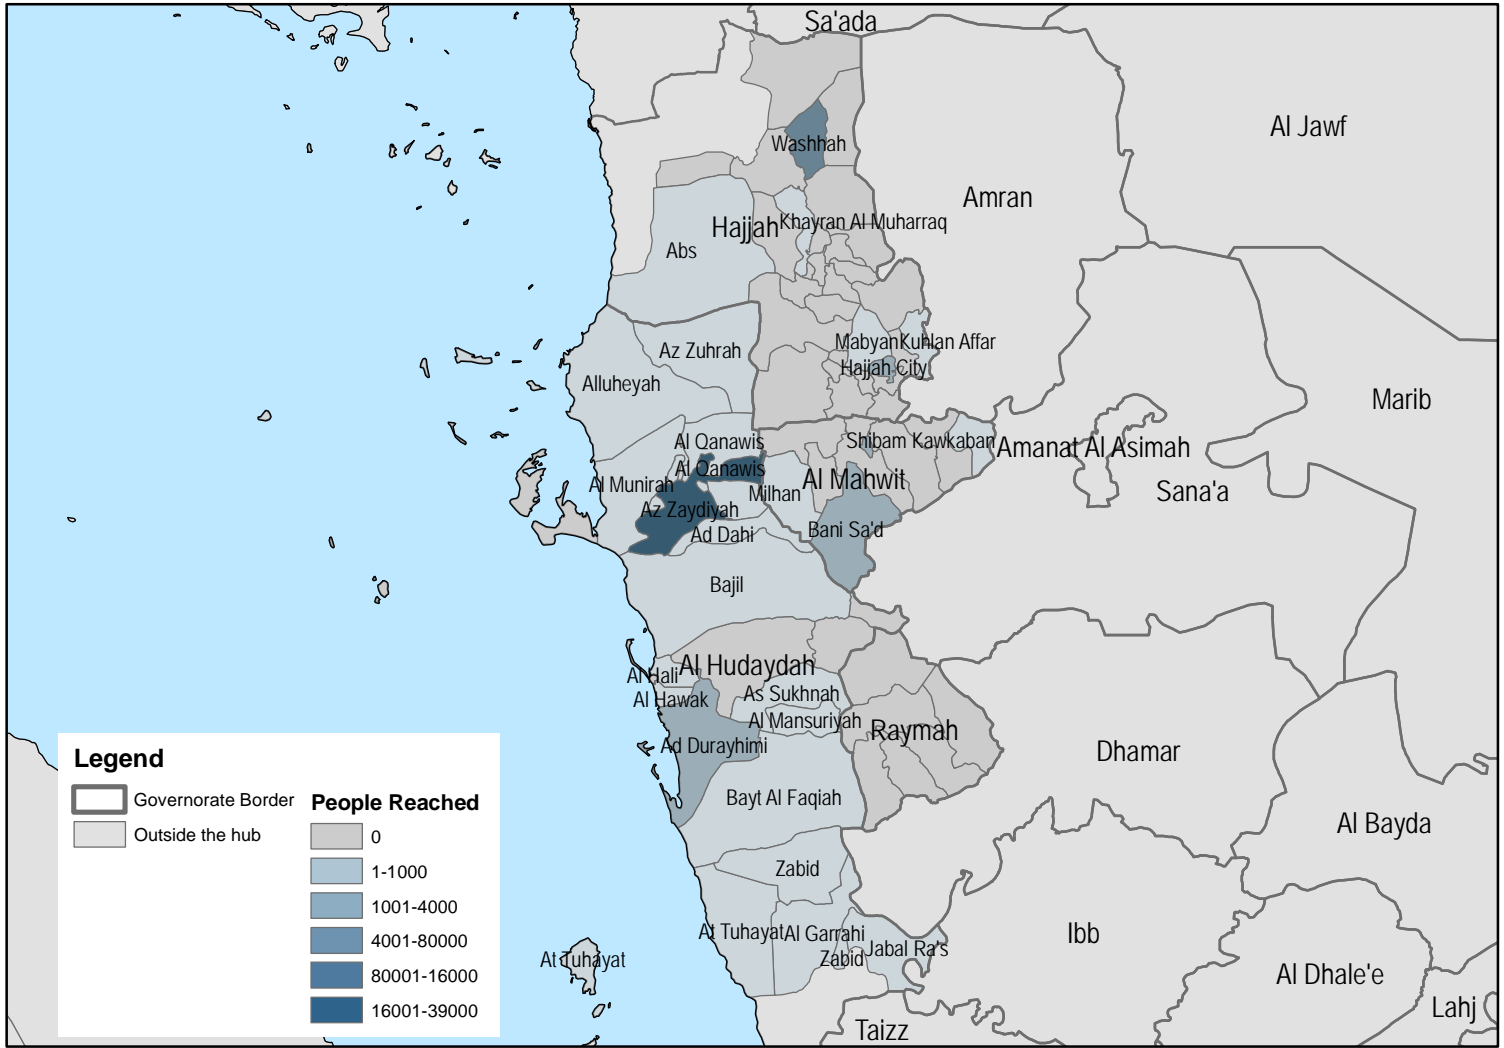 Sa'ada
Al Jawf
Washhah
Amran
Hajjah
Khayran Al Muharraq
Abs
Mabyan
Kuhlan Affar
Az Zuhrah
Hajjah City
Alluheyah
Marib
Al Qanawis
Shibam Kawkaban
Amanat Al Asimah
Al Qanawis
Al Munirah
Milhan
Al Mahwit
Sana'a
Az Zaydiyah
Ad Dahi
Bani Sa'd
Bajil
Al Hudaydah
Al Hali
Al Hawak
As Sukhnah
Al Mansuriyah
Raymah
Ad Durayhimi
Dhamar
Bayt Al Faqiah
Al Bayda
Zabid
At Tuhayat
Al Garrahi
Jabal Ra's
Zabid
Ibb
At Tuhayat
Al Dhale'e
Lahj
Taizz
Legend
Governorate Border
Outside the hub
People Reached
0
1-1000
1001-4000
4001-80000
80001-16000
16001-39000